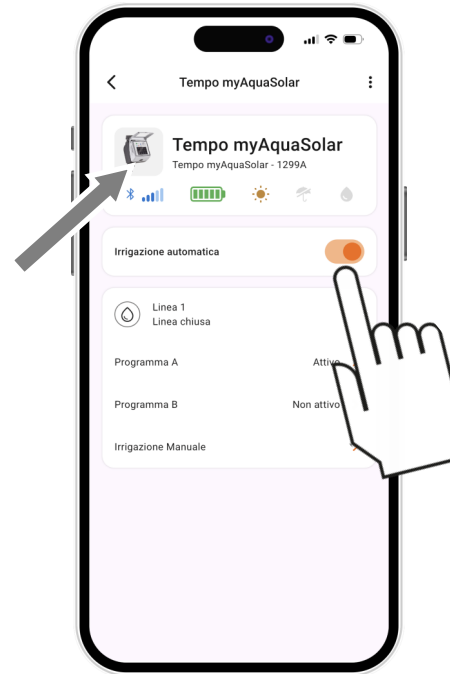 Tempo myAquaSolar
Tempo myAquaSolar
Tempo myAquaSolar - 1299A
Irrigazione automatica
Linea 1
Linea chiusa
Programma A Attivo
Programma B Non attivo
Irrigazione Manuale